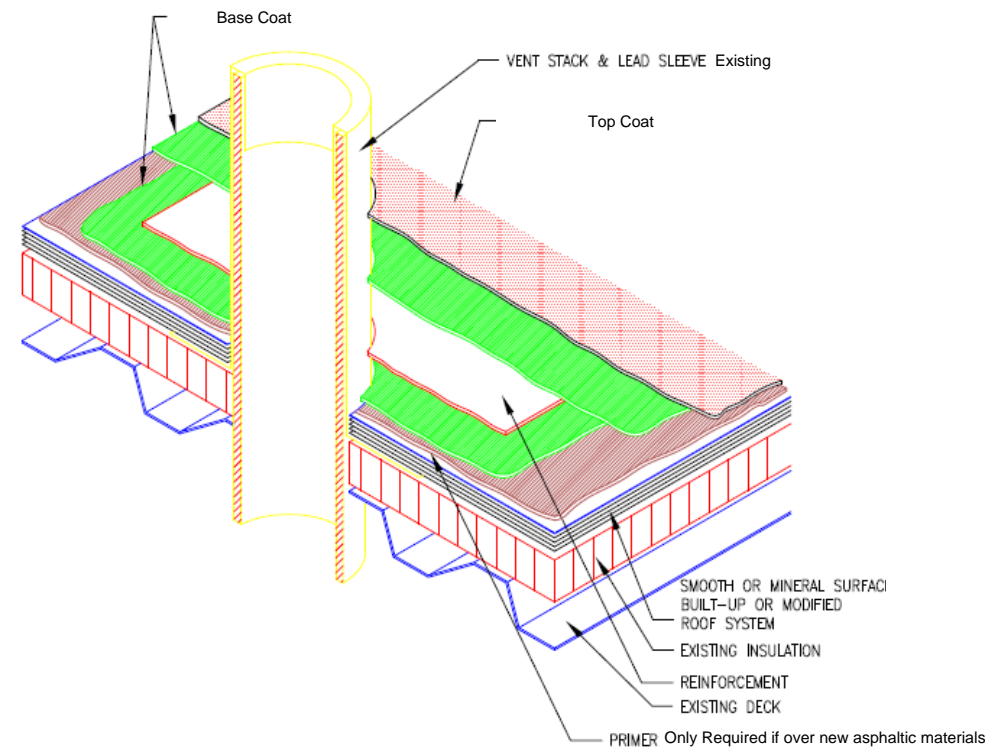 Base Coat
VENT STACK & LEAD SLEEVE Existing
Top Coat
SMOOTH OR MINERAL SURFAC
BUILT-UP OR MODIFIED
ROOF SYSTEM
EXISTING INSULATION
REINFORCEMENT
EXISTING DECK
PRIMER Only Required if over new asphaltic materials